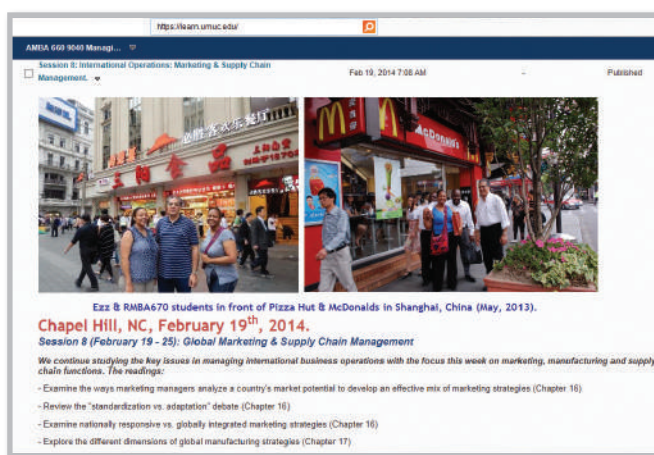 https://learn.umuc.edu/
AMBA 660 9040 Managi...
Session 8: International Operations: Marketing & Supply Chain
Management.
Feb 19, 2014 7:08 AM
-
Published
三阳食品
McDonald's
Ezz & RMBA670 students in front of Pizza Hut & McDonalds in Shanghai, China (May, 2013).
Chapel Hill, NC, February 19th, 2014.
Session 8 (February 19 - 25): Global Marketing & Supply Chain Management
We continue studying the key issues in managing international business operations with the focus this week on marketing, manufacturing and supply
chain functions. The readings:
- Examine the ways marketing managers analyze a country's market potential to develop an effective mix of marketing strategies (Chapter 16)
- Review the "standardization vs. adaptation" debate (Chapter 16)
- Examine nationally responsive vs. globally integrated marketing strategies (Chapter 16)
- Explore the different dimensions of global manufacturing strategies (Chapter 17)